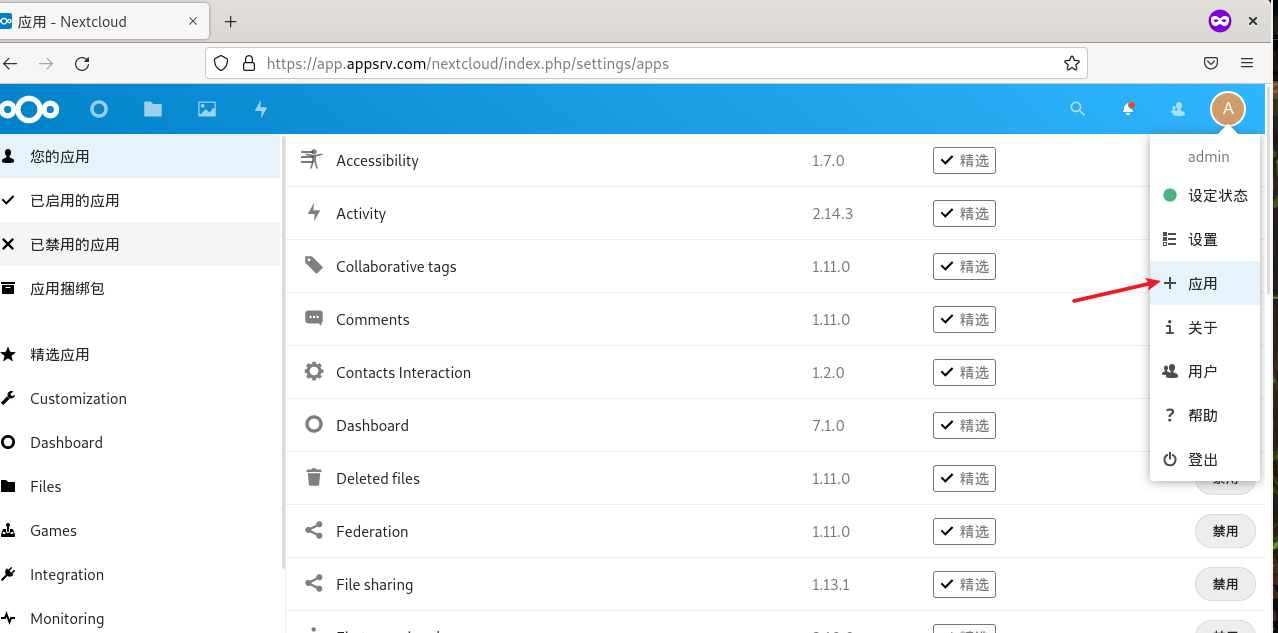 应用 - Nextcloud
https://app.appsrv.com/nextcloud/index.php/settings/apps
A
您的应用
已启用的应用
已禁用的应用
应用捆绑包
精选应用
Customization
Dashboard
Files
Games
Integration
Monitoring
Accessibility 1.7.0 精选
Activity 2.14.3 精选
Collaborative tags 1.11.0 精选
Comments 1.11.0 精选
Contacts Interaction 1.2.0 精选
Dashboard 7.1.0 精选
Deleted files 1.11.0 精选 禁用
Federation 1.11.0 精选 禁用
File sharing 1.13.1 精选 禁用
admin
设定状态
设置
应用
关于
用户
帮助
登出